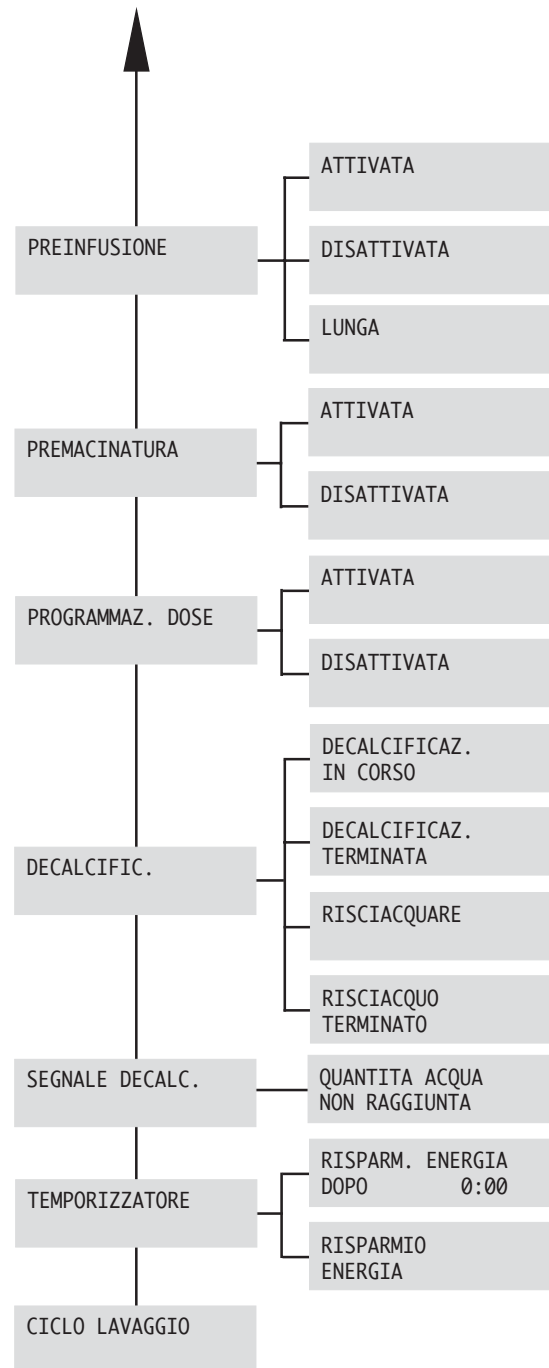 PREINFUSIONE
ATTIVATA
DISATTIVATA
LUNGA
PREMACINATURA
ATTIVATA
DISATTIVATA
PROGRAMMAZ. DOSE
ATTIVATA
DISATTIVATA
DECALCIFIC.
DECALCIFICAZ.
IN CORSO
DECALCIFICAZ.
TERMINATA
RISCIACQUARE
RISCIACQUO
TERMINATO
SEGNALE DECALC.
QUANTITA ACQUA
NON RAGGIUNTA
TEMPORIZZATORE
RISPARM. ENERGIA
DOPO 0:00
RISPARMIO
ENERGIA
CICLO LAVAGGIO